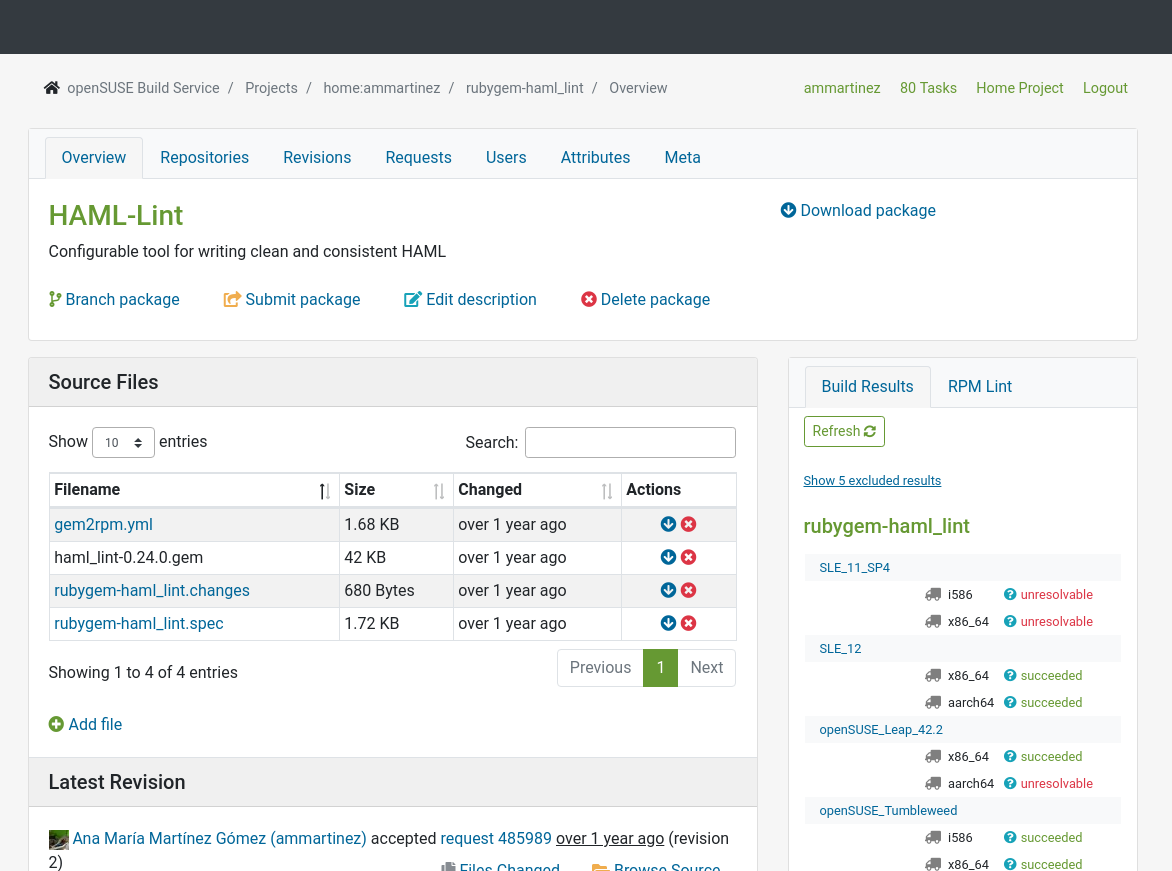 openSUSE Build Service / Projects / home:ammartinez / rubygem-haml_lint / Overview ammartinez 80 Tasks Home Project Logout
Overview Repositories Revisions Requests Users Attributes Meta
HAML-Lint
Download package
Configurable tool for writing clean and consistent HAML
Branch package Submit package Edit description Delete package
Source Files
Show 10 entries Search:
Filename Size Changed Actions
gem2rpm.yml 1.68 KB over 1 year ago
haml_lint-0.24.0.gem 42 KB over 1 year ago
rubygem-haml_lint.changes 680 Bytes over 1 year ago
rubygem-haml_lint.spec 1.72 KB over 1 year ago
Showing 1 to 4 of 4 entries Previous 1 Next
Add file
Latest Revision
Ana María Martínez Gómez (ammartinez) accepted request 485989 over 1 year ago (revision
2)
Files Changed Browse Source
Build Results RPM Lint
Refresh
Show 5 excluded results
rubygem-haml_lint
SLE_11_SP4
i586 unresolvable
x86_64 unresolvable
SLE_12
x86_64 succeeded
aarch64 succeeded
openSUSE_Leap_42.2
x86_64 succeeded
aarch64 unresolvable
openSUSE_Tumbleweed
i586 succeeded
x86_64 succeeded